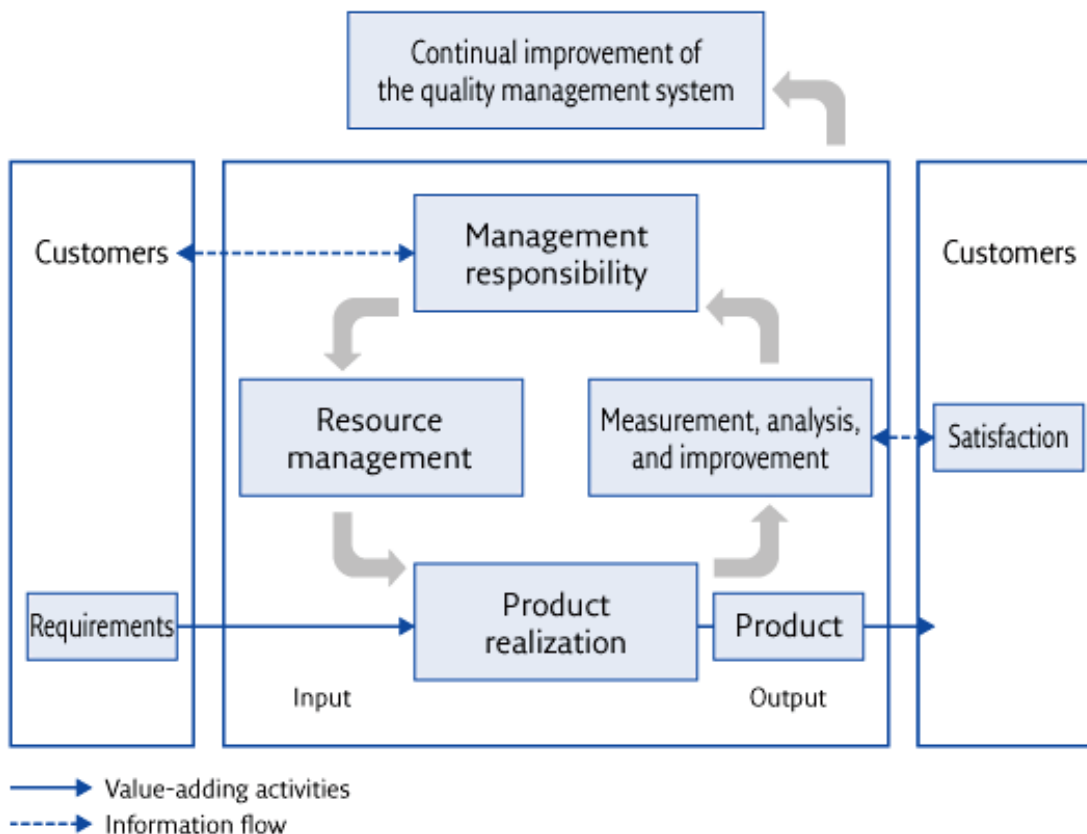 Continual improvement of
the quality management system
Customers
Management
responsibility
Customers
Resource
management
Measurement, analysis,
and improvement
Satisfaction
Requirements
Product
realization
Product
Input
Output
Value-adding activities
Information flow